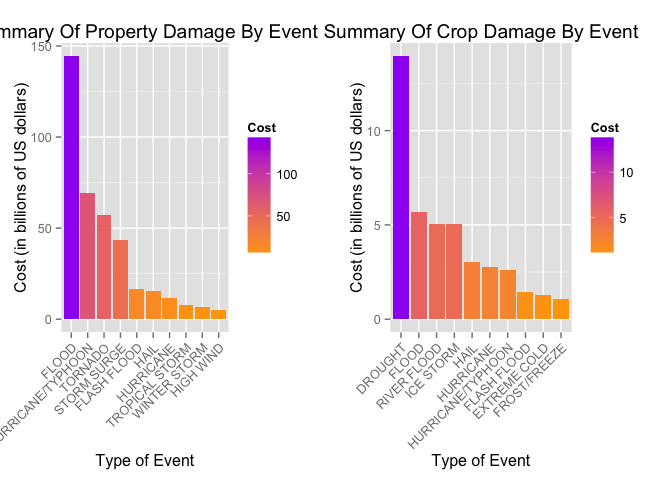 mmary Of Property Damage By Event
Summary Of Crop Damage By Event
Cost (in billions of US dollars)
150
100
50
0
FLOOD
URRICANE/TYPHOON
TORNADO
STORM SURGE
FLASH FLOOD
HAIL
HURRICANE
TROPICAL STORM
WINTER STORM
HIGH WIND
Type of Event
Cost
100
50
Cost (in billions of US dollars)
10
5
0
DROUGHT
FLOOD
RIVER FLOOD
ICE STORM
HAIL
HURRICANE
HURRICANE/TYPHOON
FLASH FLOOD
EXTREME COLD
FROST/FREEZE
Type of Event
Cost
10
5